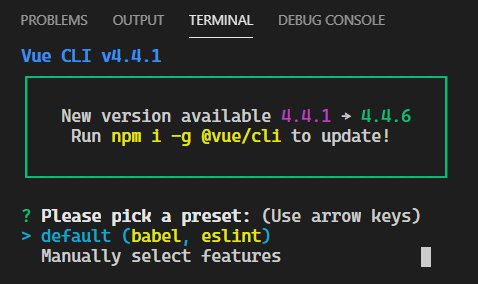 PROBLEMS OUTPUT TERMINAL DEBUG CONSOLE
Vue CLI v4.4.1
New version available 4.4.1 → 4.4.6
Run npm i -g @vue/cli to update!
? Please pick a preset: (Use arrow keys)
> default (babel, eslint)
Manually select features